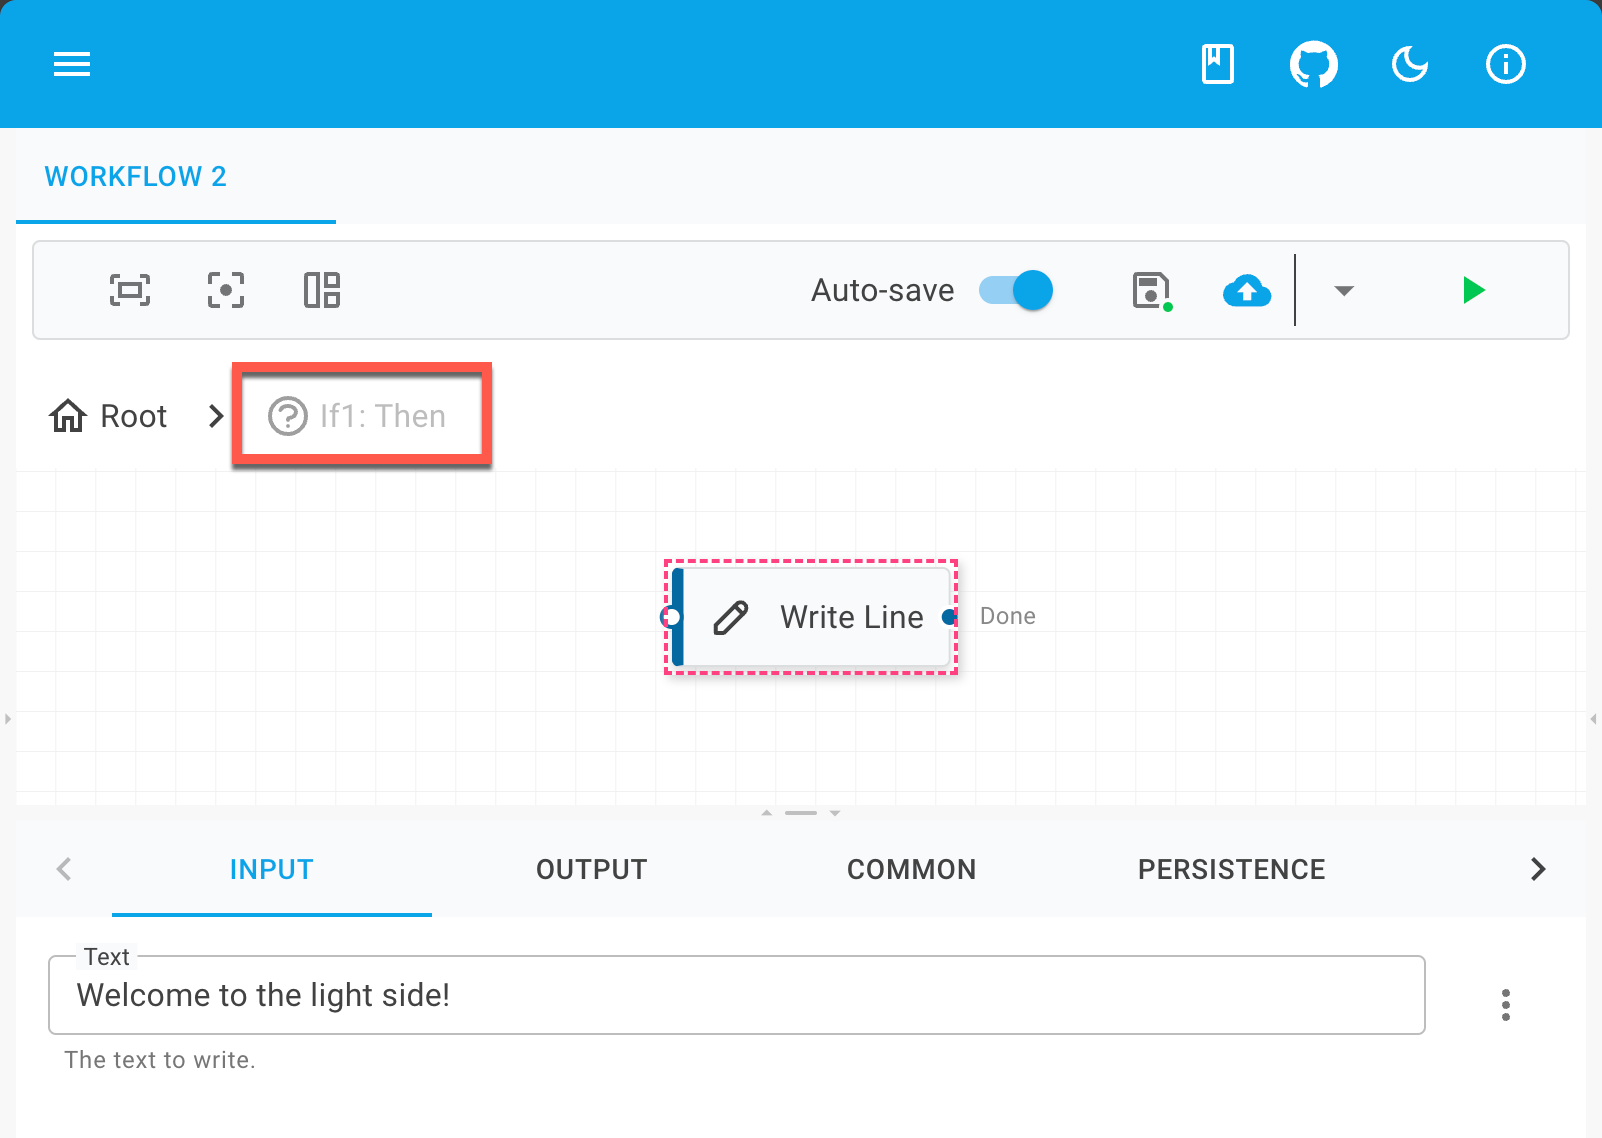 WORKFLOW 2
Auto-save
Root If1: Then
Write Line Done
INPUT OUTPUT COMMON PERSISTENCE
Text
Welcome to the light side!
The text to write.